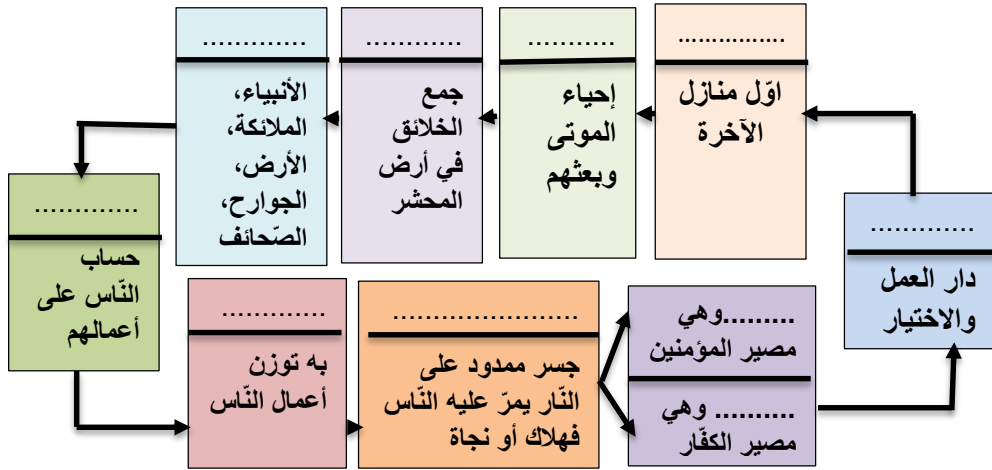 ...............
اوّل منازل
الآخرة
...........
إحياء
الموتى
وبعثهم
............
جمع
الخلائق
في أرض
المحشر
.............
الأنبياء،
الملائكة،
الأرض،
الجوارح،
الصّحائف
.............
حساب
النّاس على
أعمالهم
.............
به توزن
أعمال النّاس
.......................
جسر ممدود على
النّار يمرّ عليه النّاس
فهلاك أو نجاة
.........وهي
مصير المؤمنين
.......... وهي
مصير الكفّار
.............
دار العمل
والاختيار